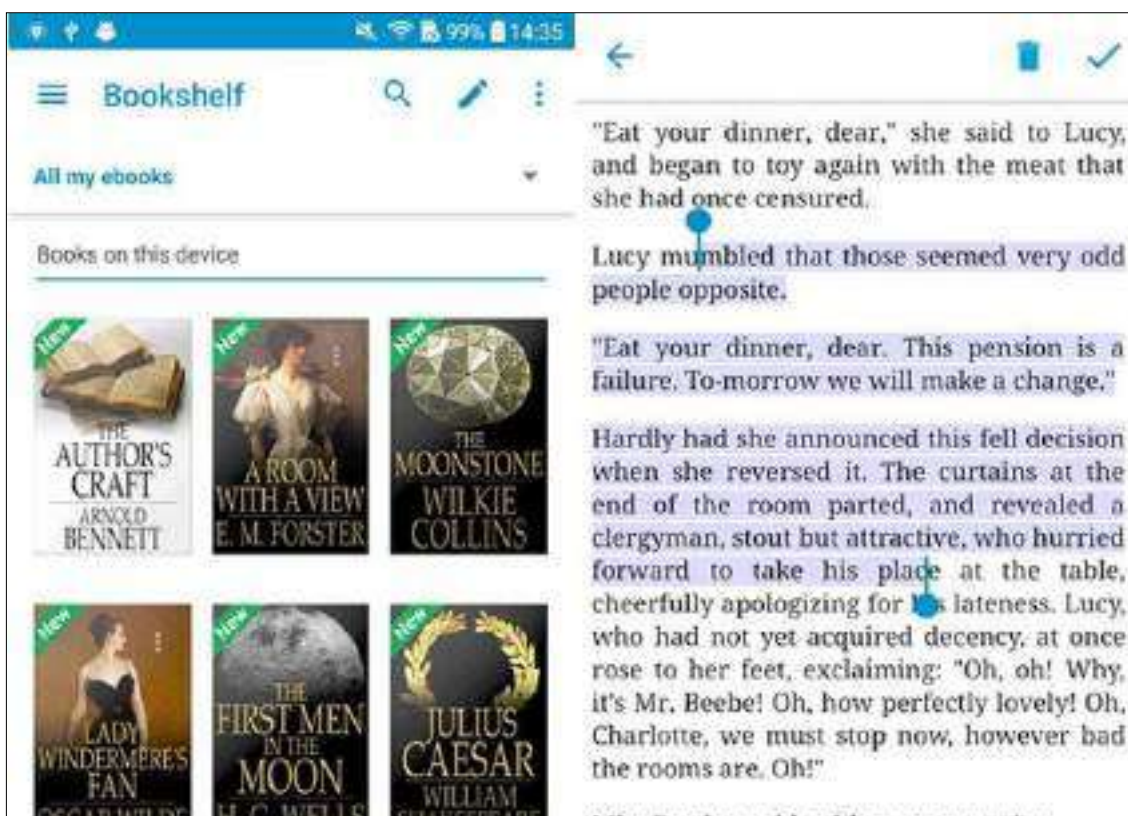 99% 14:35
Bookshelf
All my ebooks
Books on this device
New
THE
AUTHOR'S
CRAFT
ARNOLD
BENNETT
New
A ROOM
WITH A VIEW
E. M. FORSTER
New
THE
MOONSTONE
WILKIE
COLLINS
New
LADY
WINDERMERE'S
FAN
OSCAR WILDE
New
THE
FIRST MEN
IN THE
MOON
H. G. WELLS
New
JULIUS
CAESAR
WILLIAM
"Eat your dinner, dear," she said to Lucy,
and began to toy again with the meat that
she had once censured.
Lucy mumbled that those seemed very odd
people opposite.
"Eat your dinner, dear. This pension is a
failure. To-morrow we will make a change."
Hardly had she announced this fell decision
when she reversed it. The curtains at the
end of the room parted, and revealed a
clergyman, stout but attractive, who hurried
forward to take his place at the table,
cheerfully apologizing for his lateness. Lucy,
who had not yet acquired decency, at once
rose to her feet, exclaiming: "Oh, oh! Why,
it's Mr. Beebe! Oh, how perfectly lovely! Oh,
Charlotte, we must stop now, however bad
the rooms are. Oh!"